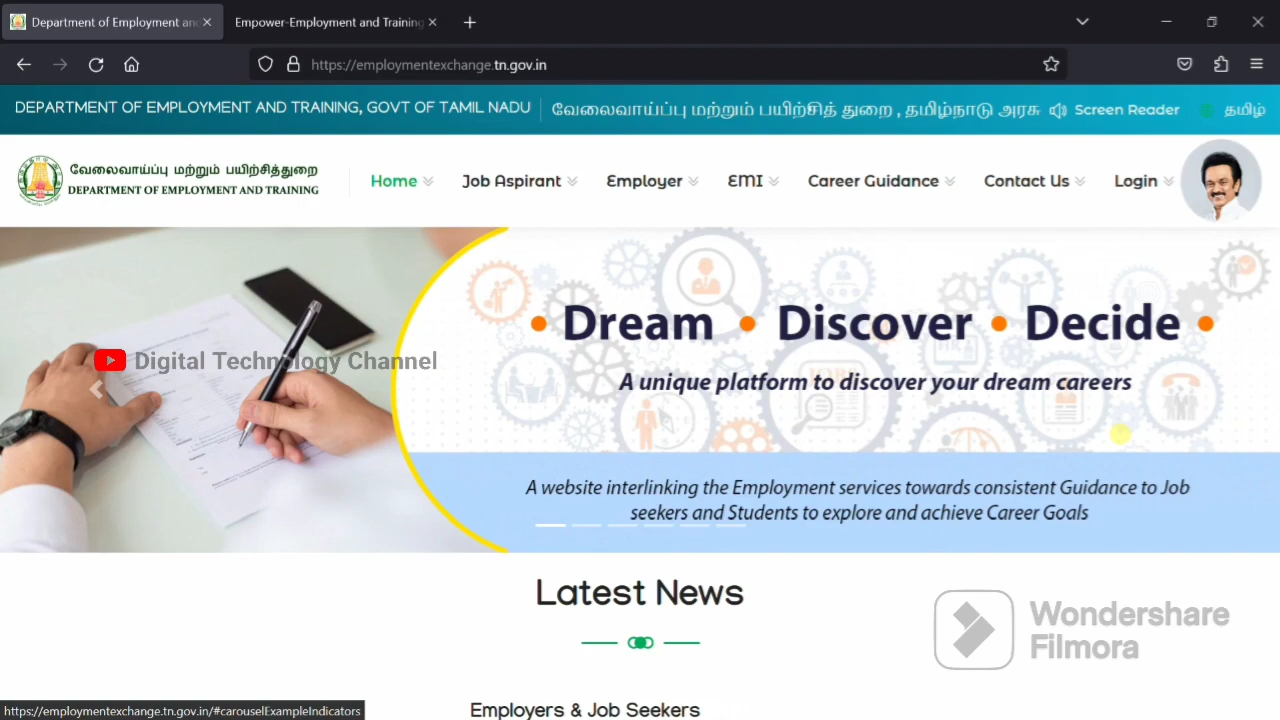 Department of Employment an
Empower-Employment and Training
https://employmentexchange.tn.gov.in
DEPARTMENT OF EMPLOYMENT AND TRAINING, GOVT OF TAMIL NADU
வேலைவாய்ப்பு மற்றும் பயிற்சித் துறை , தமிழ்நாடு அரசு
Screen Reader
தமிழ்
வேலைவாய்ப்பு மற்றும் பயிற்சித்துறை
DEPARTMENT OF EMPLOYMENT AND TRAINING
Home
Job Aspirant
Employer
EMI
Career Guidance
Contact Us
Login
• Dream • Discover • Decide •
Digital Technology Channel
A unique platform to discover your dream careers
A website interlinking the Employment services towards consistent Guidance to Job
seekers and Students to explore and achieve Career Goals
Latest News
Wondershare
Filmora
Employers & Job Seekers
https://employmentexchange.tn.gov.in/#carouselExampleIndicators